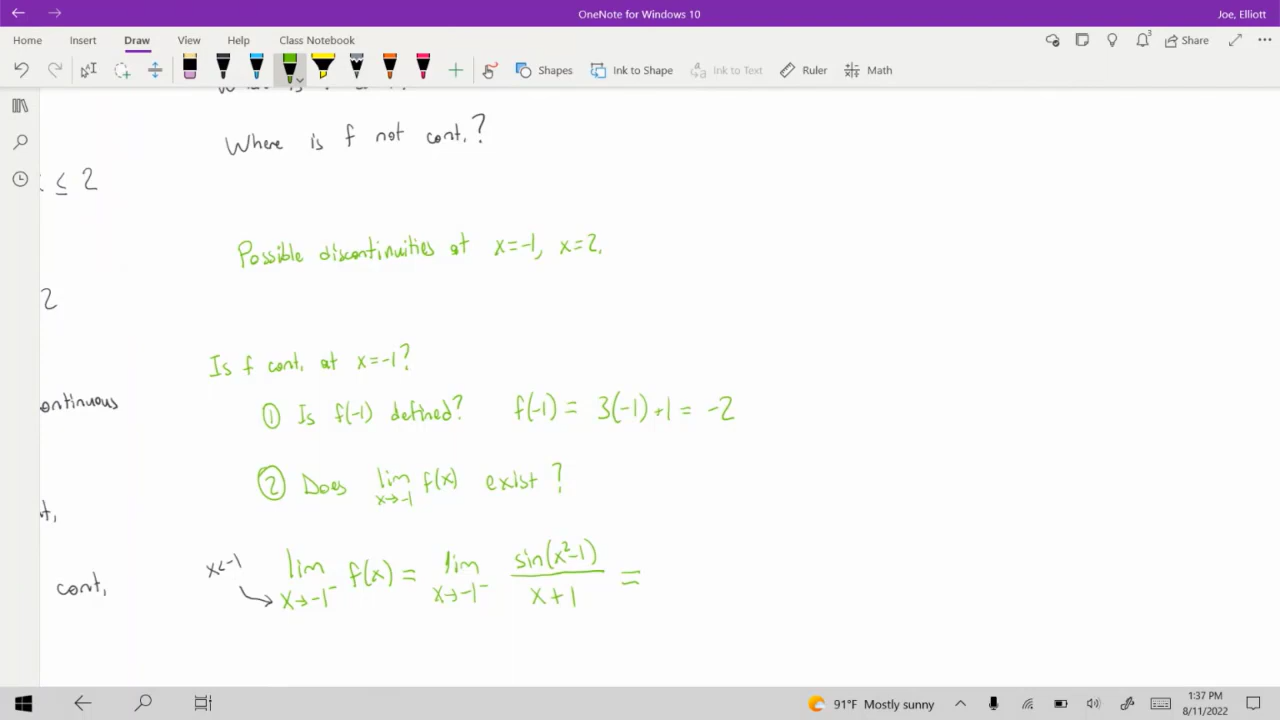 OneNote for Windows 10
Joe, Elliott
Home Insert Draw View Help Class Notebook
Share
Shapes Ink to Shape Ink to Text Ruler Math
Where is f not cont.?
≤ 2
Possible discontinuities at x=-1, x=2.
2
Is f cont. at x=-1?
ontinuous
① Is f(-1) defined? f(-1) = 3(-1)+1 = -2
② Does lim x→-1 f(x) exist?
x<-1
lim x→-1⁻ f(x) = lim x→-1⁻ sin(x²-1) / x+1 =
cont,
91°F Mostly sunny
1:37 PM
8/11/2022